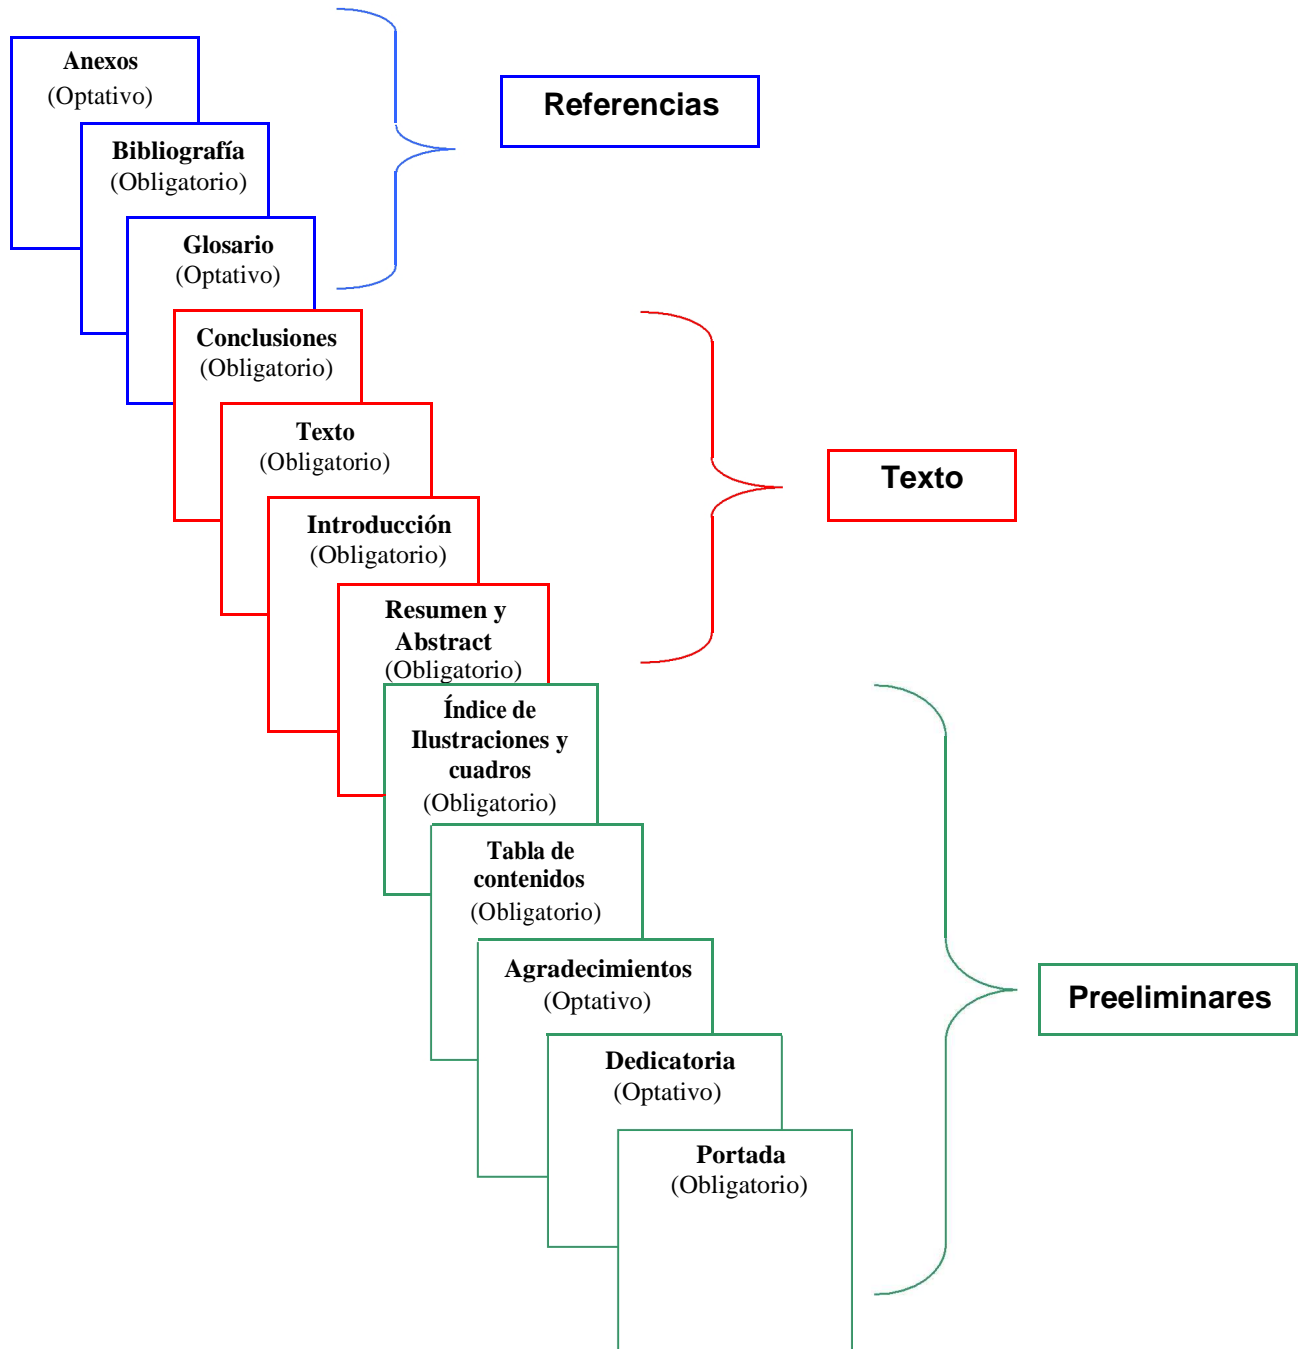 Anexos
(Optativo)
Referencias
Bibliografía
(Obligatorio)
Glosario
(Optativo)
Conclusiones
(Obligatorio)
Texto
(Obligatorio)
Texto
Introducción
(Obligatorio)
Resumen y
Abstract
(Obligatorio)
Índice de
Ilustraciones y
cuadros
(Obligatorio)
Tabla de
contenidos
(Obligatorio)
Agradecimientos
(Optativo)
Preeliminares
Dedicatoria
(Optativo)
Portada
(Obligatorio)